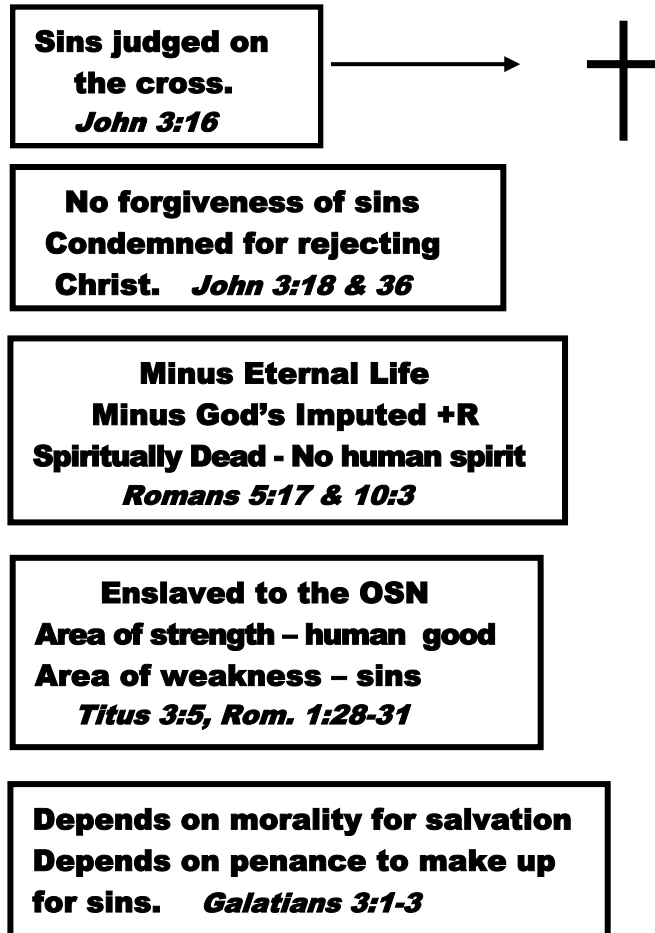 Sins judged on
the cross.
John 3:16
No forgiveness of sins
Condemned for rejecting
Christ. John 3:18 & 36
Minus Eternal Life
Minus God’s Imputed +R
Spiritually Dead - No human spirit
Romans 5:17 & 10:3
Enslaved to the OSN
Area of strength – human good
Area of weakness – sins
Titus 3:5, Rom. 1:28-31
Depends on morality for salvation
Depends on penance to make up
for sins. Galatians 3:1-3